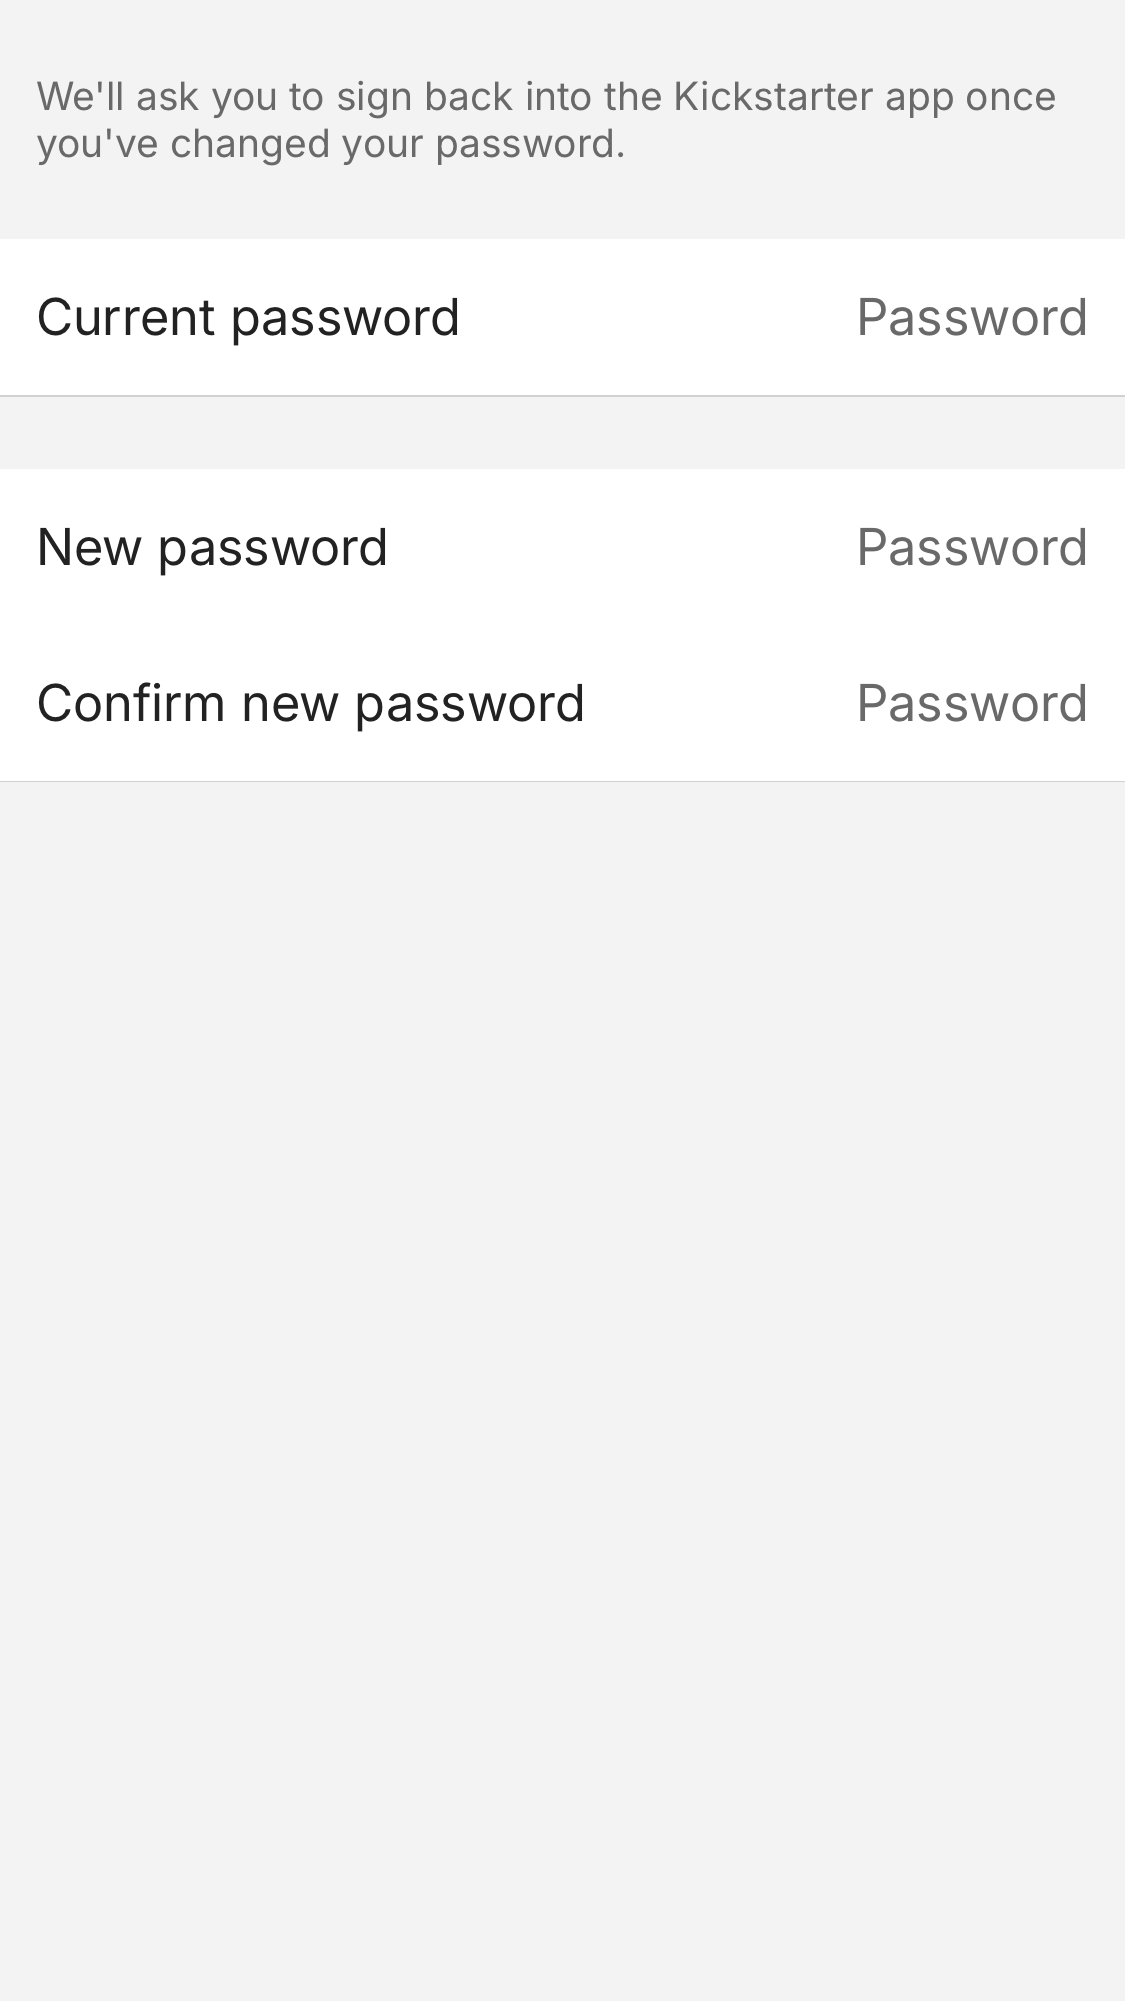 We'll ask you to sign back into the Kickstarter app once
you've changed your password.
Current password Password
New password Password
Confirm new password Password